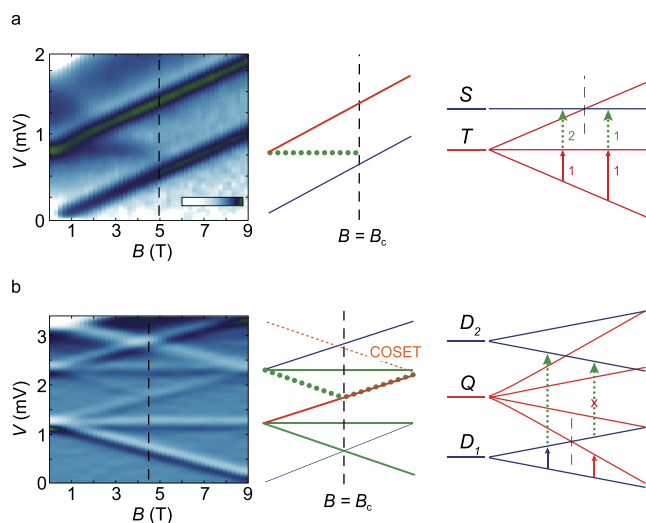 a
2
1
0
V (mV)
1 3 5 7 9
B (T)
B = Bc
S
T
2
1
1
1
b
3
2
1
0
V (mV)
1 3 5 7 9
B (T)
COSET
B = Bc
D2
Q
D1
x